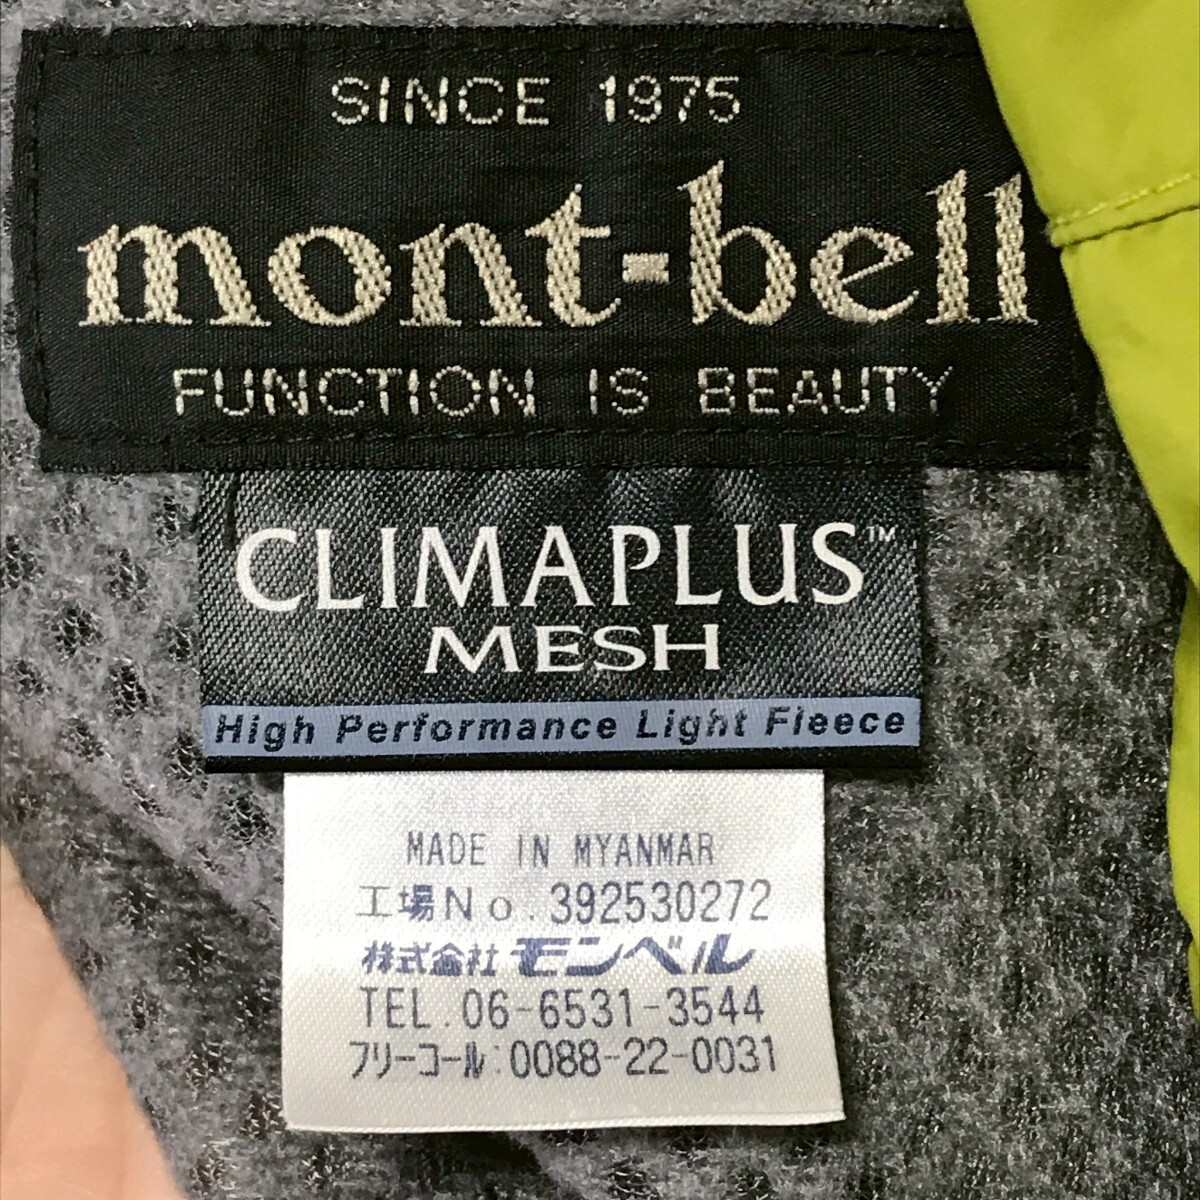 SINCE 1975
mont-bell
FUNCTION IS BEAUTY
CLIMAPLUS™
MESH
High Performance Light Fleece
MADE IN MYANMAR
工場No.392530272
株式会社モンベル
TEL.06-6531-3544
フリーコール:0088-22-0031